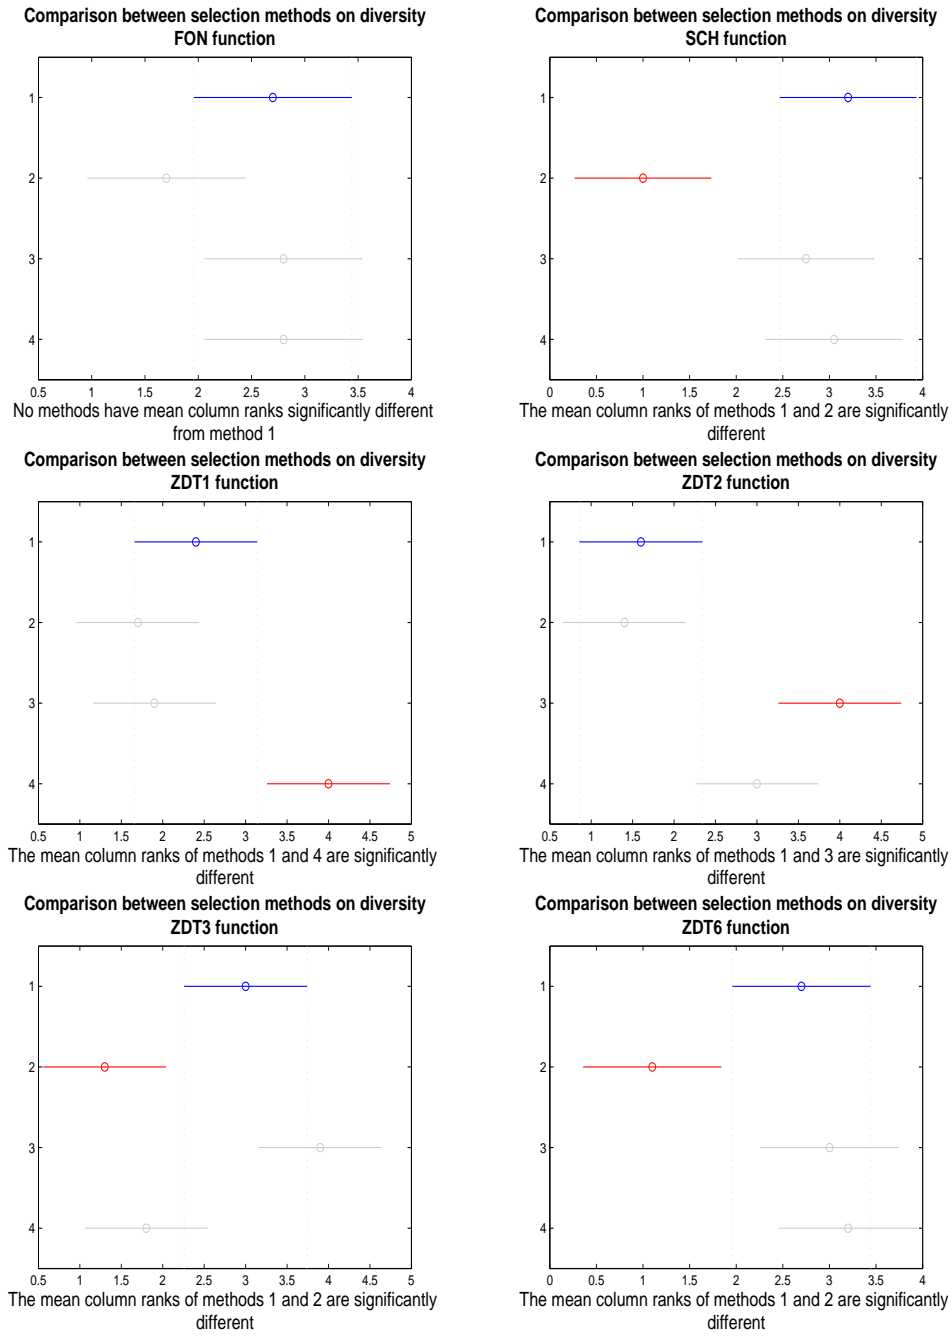 Comparison between selection methods on diversity
FON function
1
2
3
4
0.5 1 1.5 2 2.5 3 3.5 4
No methods have mean column ranks significantly different
from method 1
Comparison between selection methods on diversity
SCH function
1
2
3
4
0 0.5 1 1.5 2 2.5 3 3.5 4
The mean column ranks of methods 1 and 2 are significantly
different
Comparison between selection methods on diversity
ZDT1 function
1
2
3
4
0.5 1 1.5 2 2.5 3 3.5 4 4.5 5
The mean column ranks of methods 1 and 4 are significantly
different
Comparison between selection methods on diversity
ZDT2 function
1
2
3
4
0.5 1 1.5 2 2.5 3 3.5 4 4.5 5
The mean column ranks of methods 1 and 3 are significantly
different
Comparison between selection methods on diversity
ZDT3 function
1
2
3
4
0.5 1 1.5 2 2.5 3 3.5 4 4.5 5
The mean column ranks of methods 1 and 2 are significantly
different
Comparison between selection methods on diversity
ZDT6 function
1
2
3
4
0 0.5 1 1.5 2 2.5 3 3.5 4
The mean column ranks of methods 1 and 2 are significantly
different